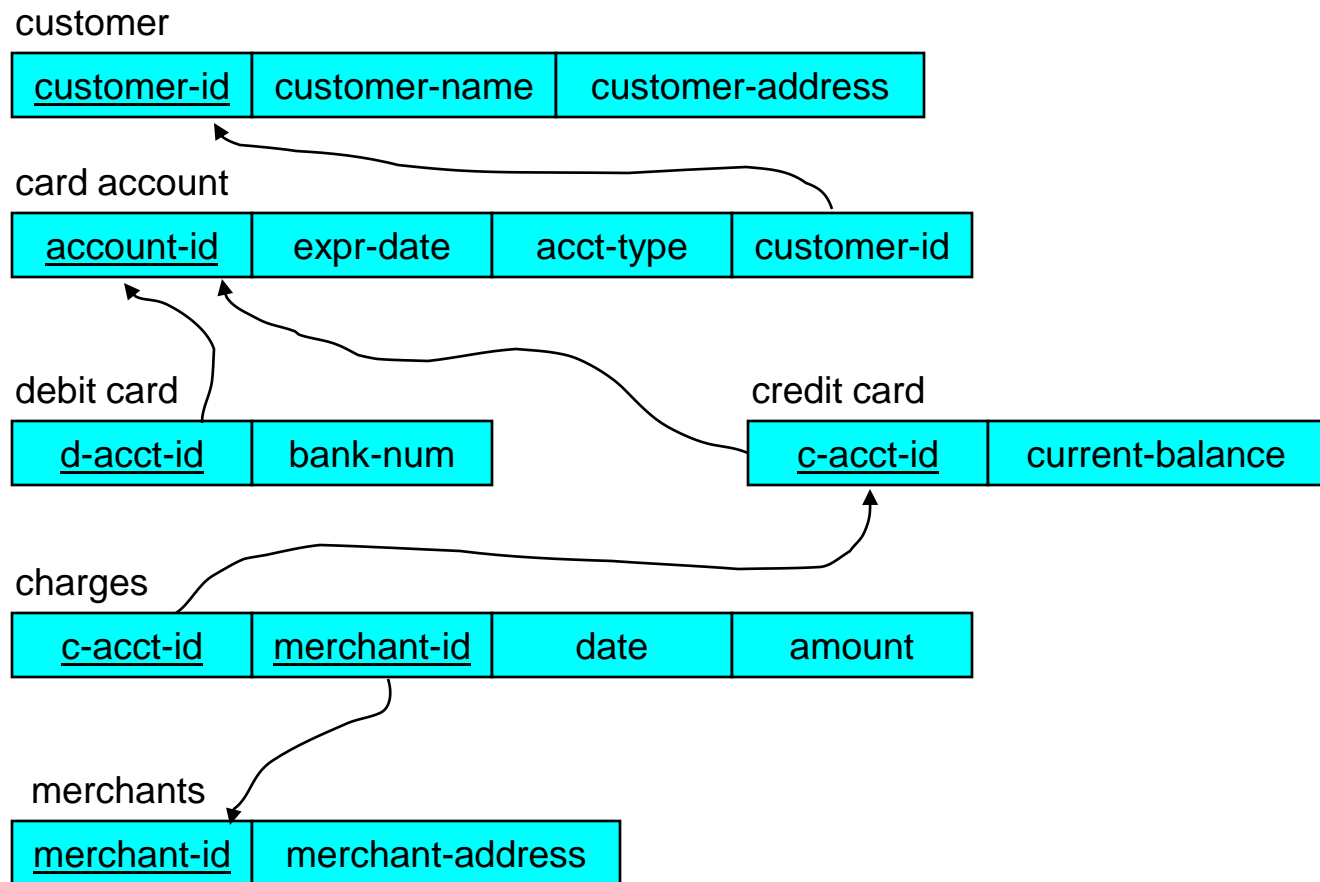 customer
customer-id customer-name customer-address
card account
account-id expr-date acct-type customer-id
debit card credit card
d-acct-id bank-num c-acct-id current-balance
charges
c-acct-id merchant-id date amount
merchants
merchant-id merchant-address